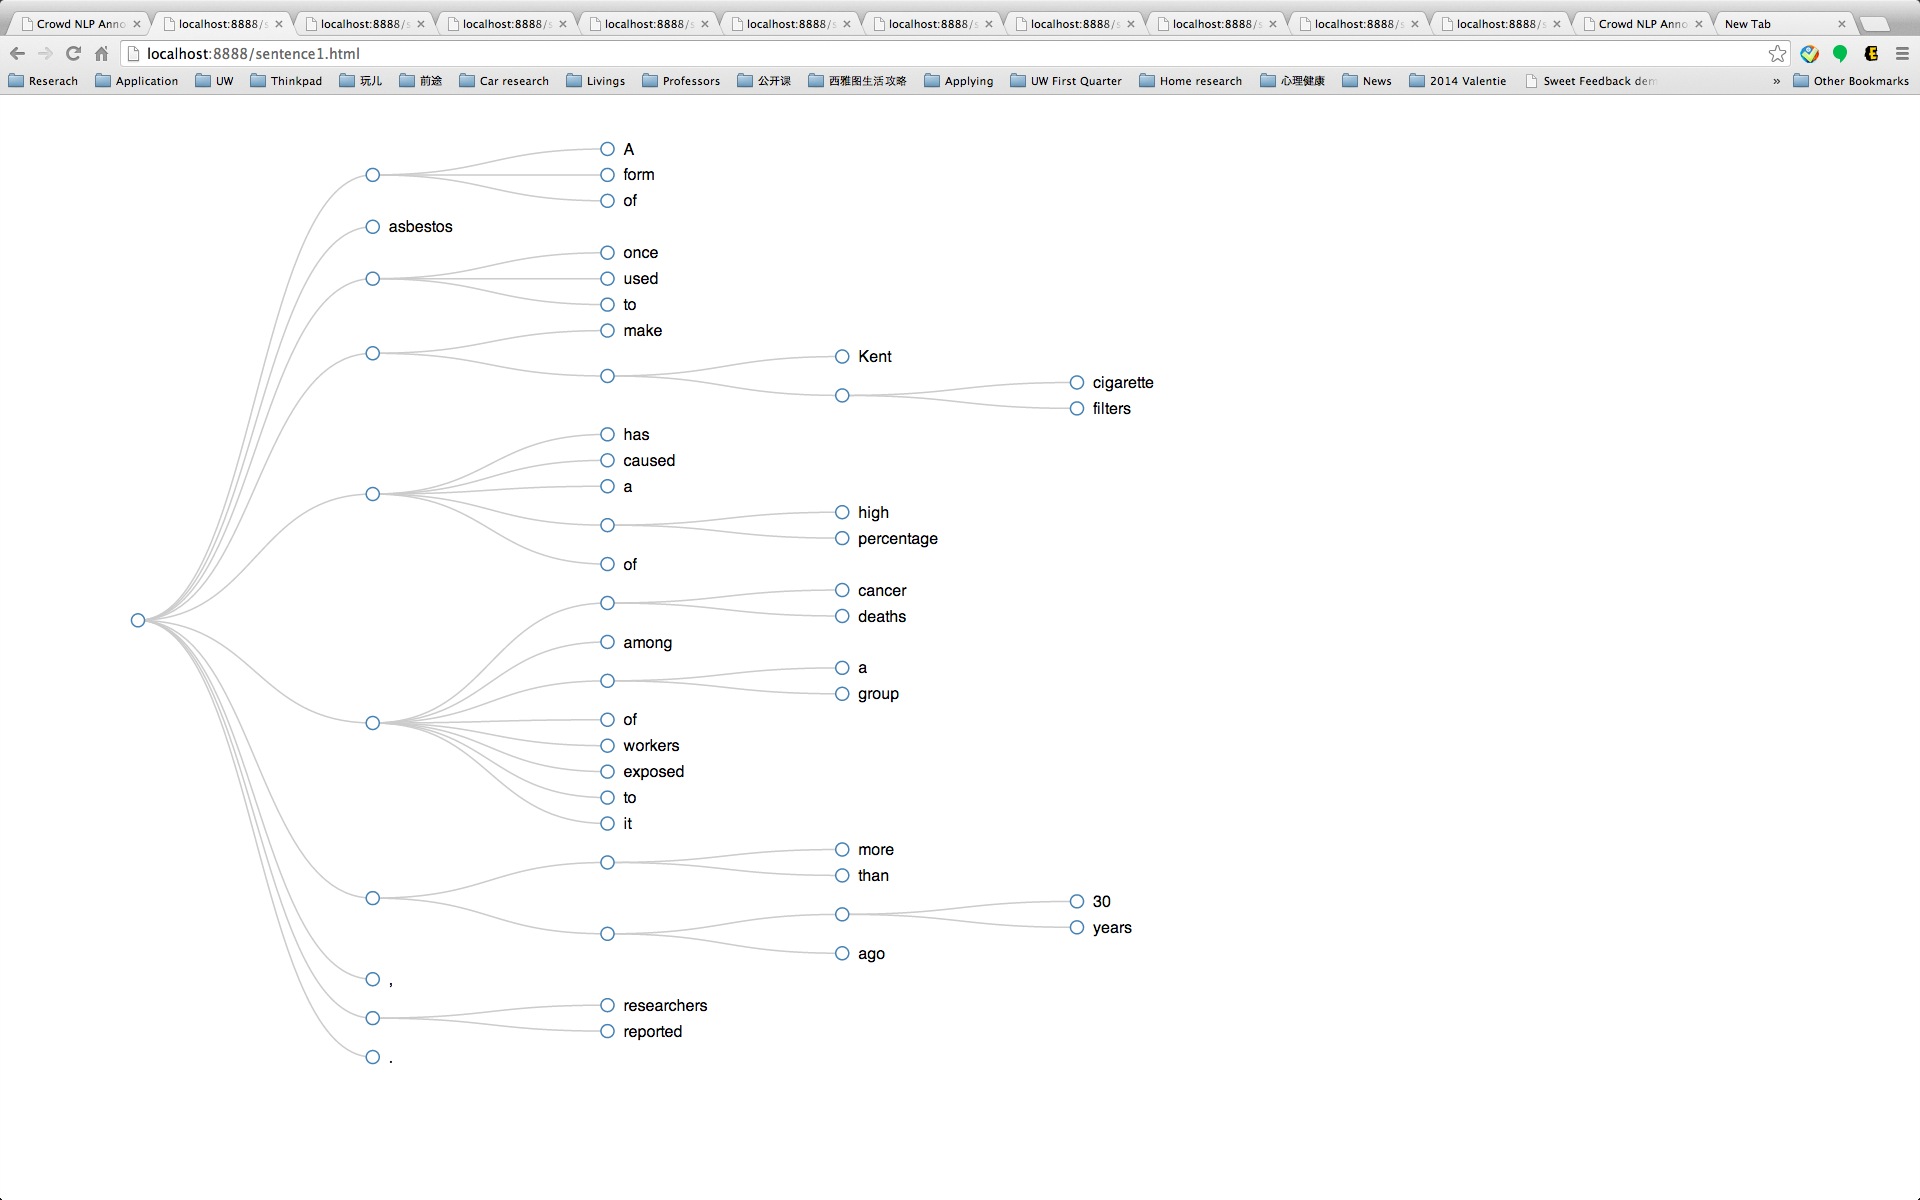 Crowd NLP Anno localhost:8888/s localhost:8888/s localhost:8888/s localhost:8888/s localhost:8888/s localhost:8888/s localhost:8888/s localhost:8888/s localhost:8888/s localhost:8888/s Crowd NLP Anno New Tab
localhost:8888/sentence1.html
Reserach Application UW Thinkpad 玩儿 前途 Car research Livings Professors 公开课 西雅图生活攻略 Applying UW First Quarter Home research 心理健康 News 2014 Valentie Sweet Feedback dem » Other Bookmarks
A
form
of
asbestos
once
used
to
make
Kent
cigarette
filters
has
caused
a
high
percentage
of
cancer
deaths
among
a
group
of
workers
exposed
to
it
more
than
30
years
ago
,
researchers
reported
.